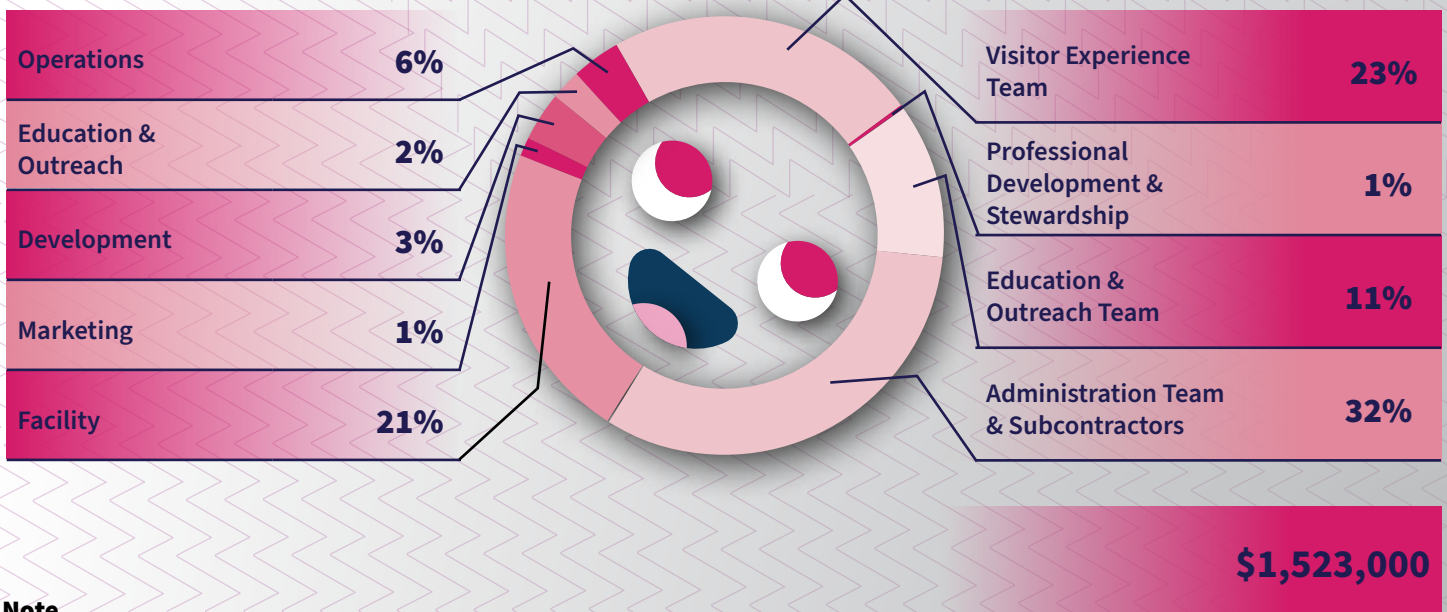 Operations 6%
Education &
Outreach 2%
Development 3%
Marketing 1%
Facility 21%
Visitor Experience
Team 23%
Professional
Development &
Stewardship 1%
Education &
Outreach Team 11%
Administration Team
& Subcontractors 32%
$1,523,000
Note